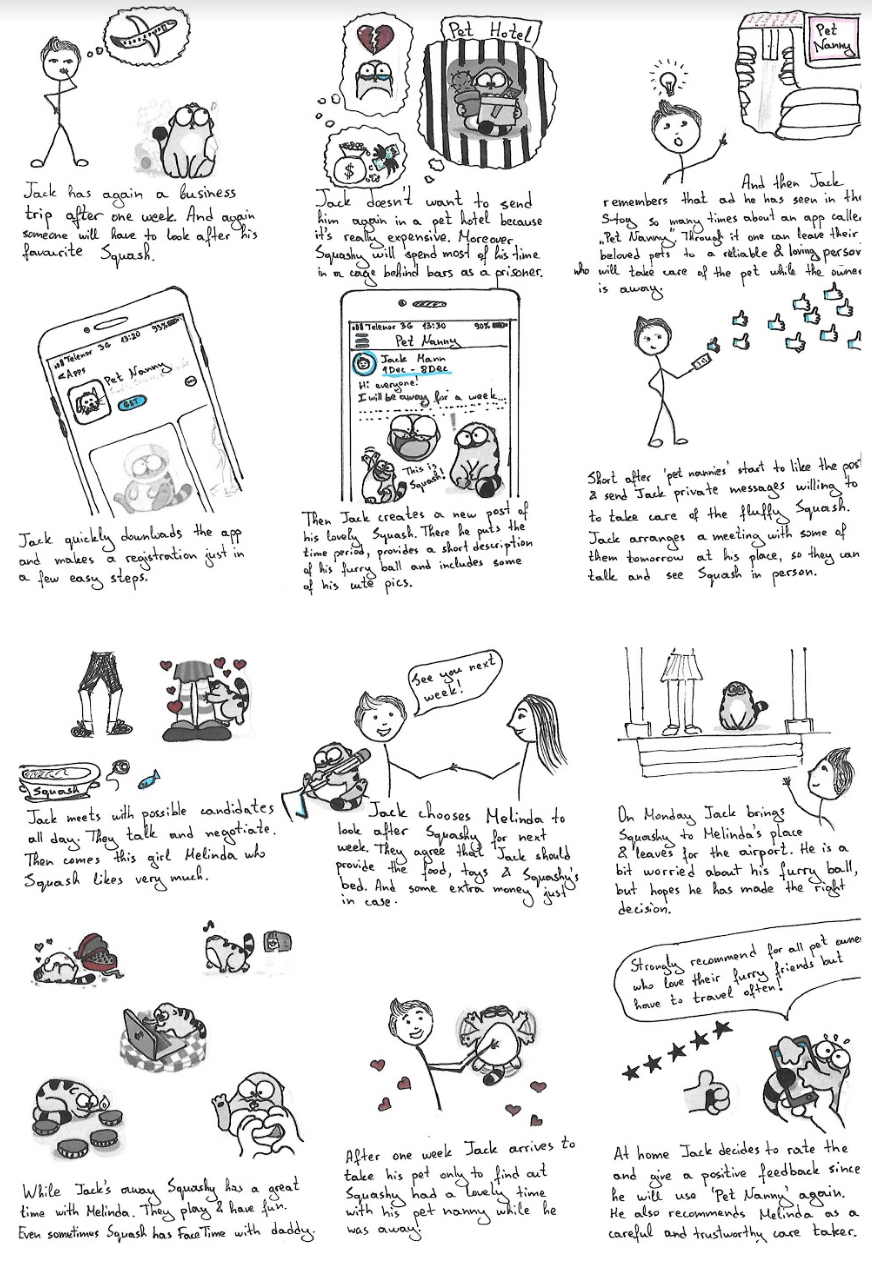 Jack has again a business
trip after one week. And again
someone will have to look after his
favourite Squash.
Pet Hotel
$
Jack doesn't want to send
him again in a pet hotel because
it's really expensive. Moreover
Squashy will spend most of his time
in a cage behind bars as a prisoner.
Pet
Nanny
And then Jack
remembers that ad he has seen in the
S-tog so many times about an app calle
"Pet Nanny." Through it one can leave their
beloved pets to a reliable & loving person
who will take care of the pet while the owner
is away.
Telenor 3G 13:30 93%
< Apps
Pet Nanny
GET
Jack quickly downloads the app
and makes a registration just in
a few easy steps.
Telenor 3G 13:30 90%
Pet Nanny
Jack Mann
1Dec - 8Dec
Hi everyone!
I will be away for a week...
!
This is
Squash!
Then Jack creates a new post of
his lovely Squash. There he puts the
time period, provides a short description
of his furry ball and includes some
of his cute pics.
Short after 'pet nannies' start to like the post
& send Jack private messages willing to
to take care of the fluffy Squash.
Jack arranges a meeting with some of
them tomorrow at his place, so they can
talk and see Squash in person.
Squash
Jack meets with possible candidates
all day. They talk and negotiate.
Then comes this girl Melinda who
Squash likes very much.
See you next
week!
Jack chooses Melinda to
look after Squashy for next
week. They agree that Jack should
provide the food, toys & Squashy's
bed. And some extra money just
in case.
On Monday Jack brings
Squashy to Melinda's place
& leaves for the airport. He is a
bit worried about his furry ball,
but hopes he has made the right
decision.
While Jack's away Squashy has a great
time with Melinda. They play & have fun.
Even sometimes Squash has FaceTime with daddy.
After one week Jack arrives to
take his pet only to find out
Squashy had a lovely time
with his pet nanny while he
was away!
Strongly recommend for all pet owne
who love their furry friends but
have to travel often!
At home Jack decides to rate the
and give a positive feedback since
he will use 'Pet Nanny' again.
He also recommends Melinda as a
careful and trustworthy care taker.